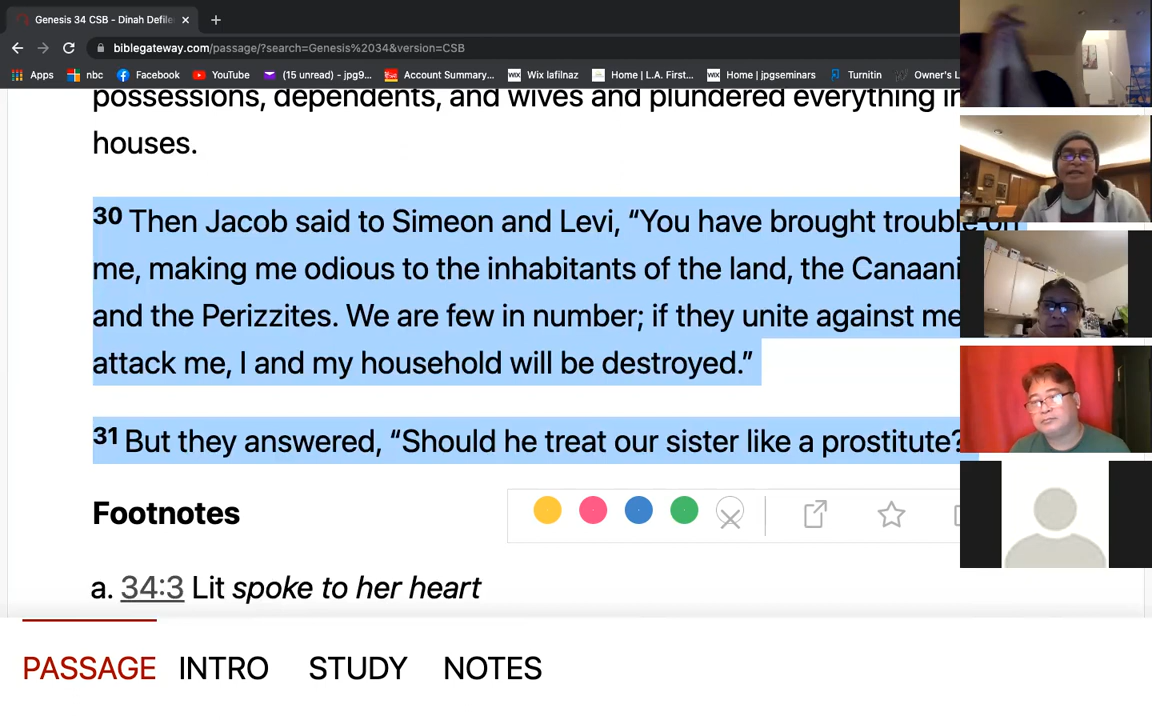 Genesis 34 CSB - Dinah Defile
biblegateway.com/passage/?search=Genesis%2034&version=CSB
Apps nbc Facebook YouTube (15 unread) - jpg9... Account Summary... Wix lafilnaz Home | L.A. First... Home | jpgseminars Turnitin Owner's L
possessions, dependents, and wives and plundered everything in
houses.
30 Then Jacob said to Simeon and Levi, “You have brought trouble on
me, making me odious to the inhabitants of the land, the Canaani
and the Perizzites. We are few in number; if they unite against me
attack me, I and my household will be destroyed.”
31 But they answered, “Should he treat our sister like a prostitute?
Footnotes
a. 34:3 Lit spoke to her heart
PASSAGE INTRO STUDY NOTES